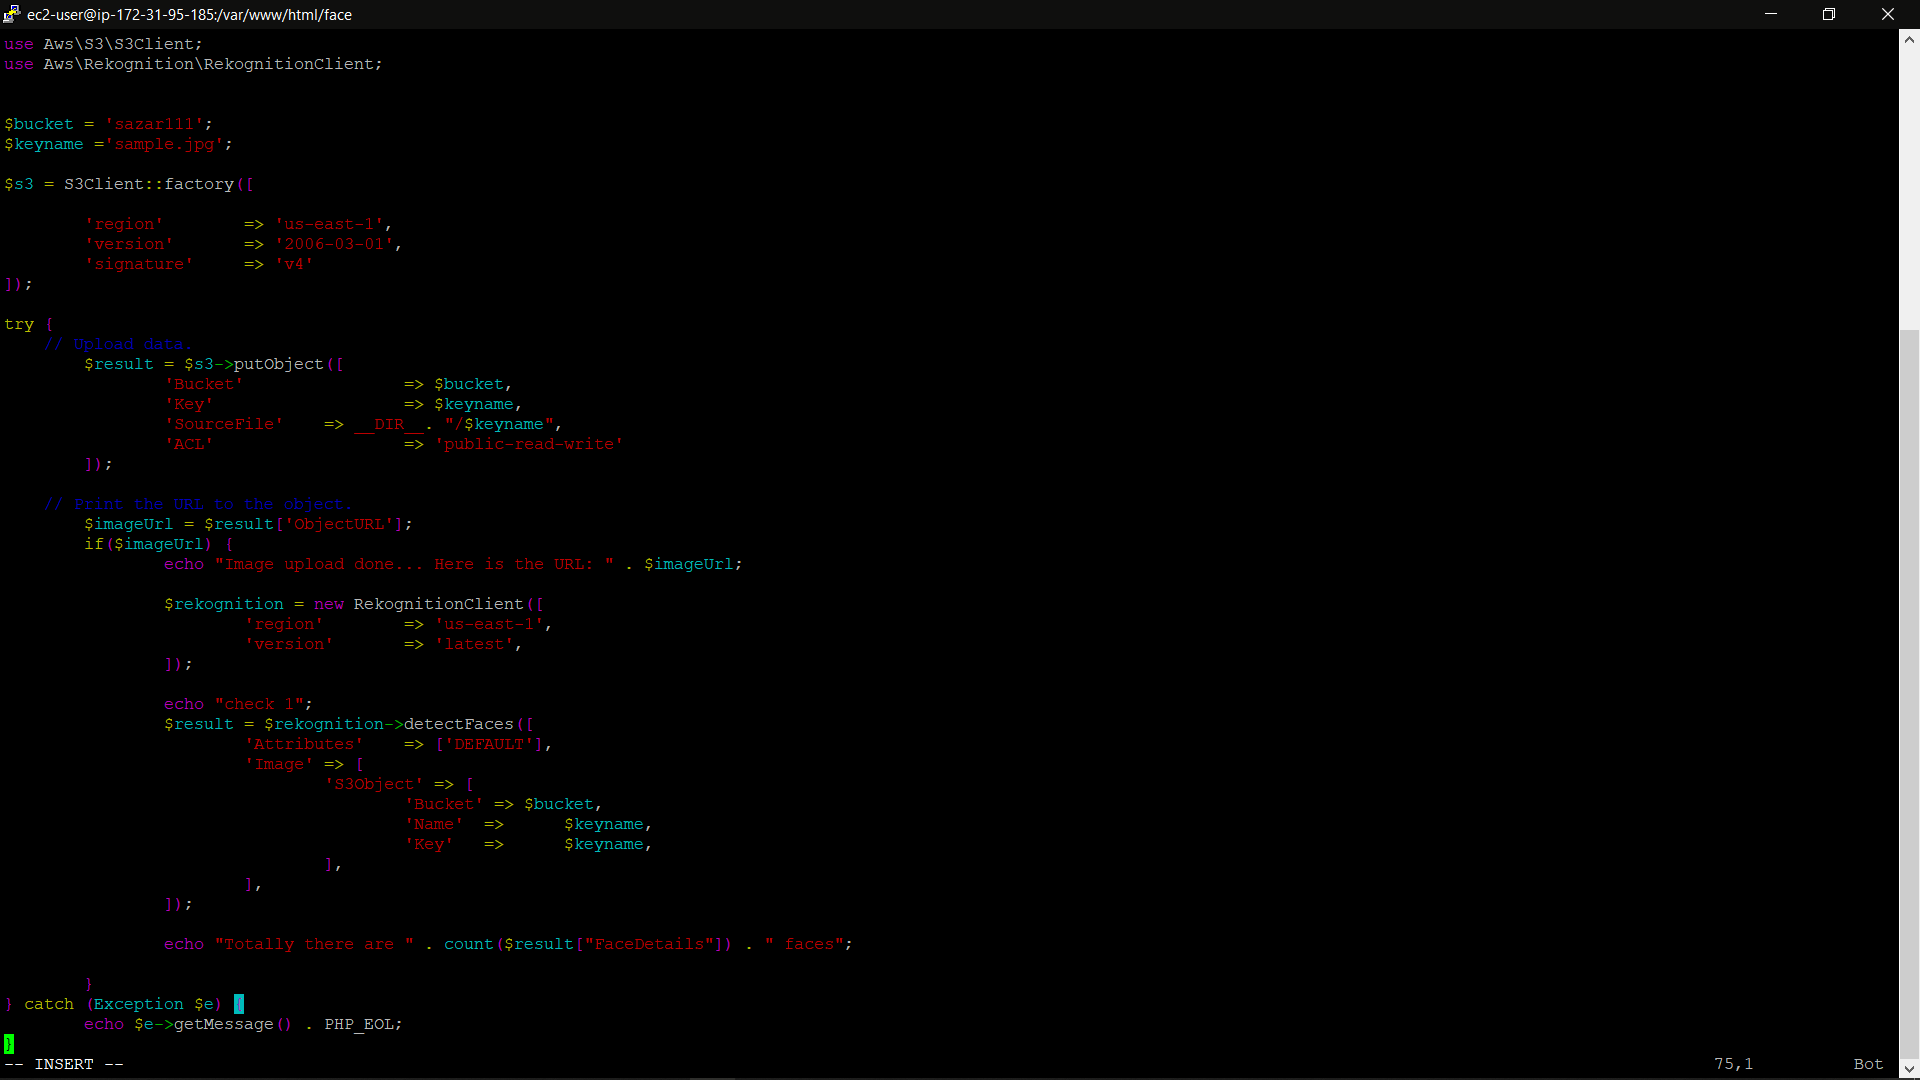 ec2-user@ip-172-31-95-185:/var/www/html/face
use Aws\S3\S3Client;
use Aws\Rekognition\RekognitionClient;
$bucket = 'sazar111';
$keyname ='sample.jpg';
$s3 = S3Client::factory([
'region' => 'us-east-1',
'version' => '2006-03-01',
'signature' => 'v4'
]);
try {
// Upload data.
$result = $s3->putObject([
'Bucket' => $bucket,
'Key' => $keyname,
'SourceFile' => __DIR__. "/$keyname",
'ACL' => 'public-read-write'
]);
// Print the URL to the object.
$imageUrl = $result['ObjectURL'];
if($imageUrl) {
echo "Image upload done... Here is the URL: " . $imageUrl;
$rekognition = new RekognitionClient([
'region' => 'us-east-1',
'version' => 'latest',
]);
echo "check 1";
$result = $rekognition->detectFaces([
'Attributes' => ['DEFAULT'],
'Image' => [
'S3Object' => [
'Bucket' => $bucket,
'Name' => $keyname,
'Key' => $keyname,
],
],
]);
echo "Totally there are " . count($result["FaceDetails"]) . " faces";
}
} catch (Exception $e) {
echo $e->getMessage() . PHP_EOL;
}
-- INSERT -- 75,1 Bot